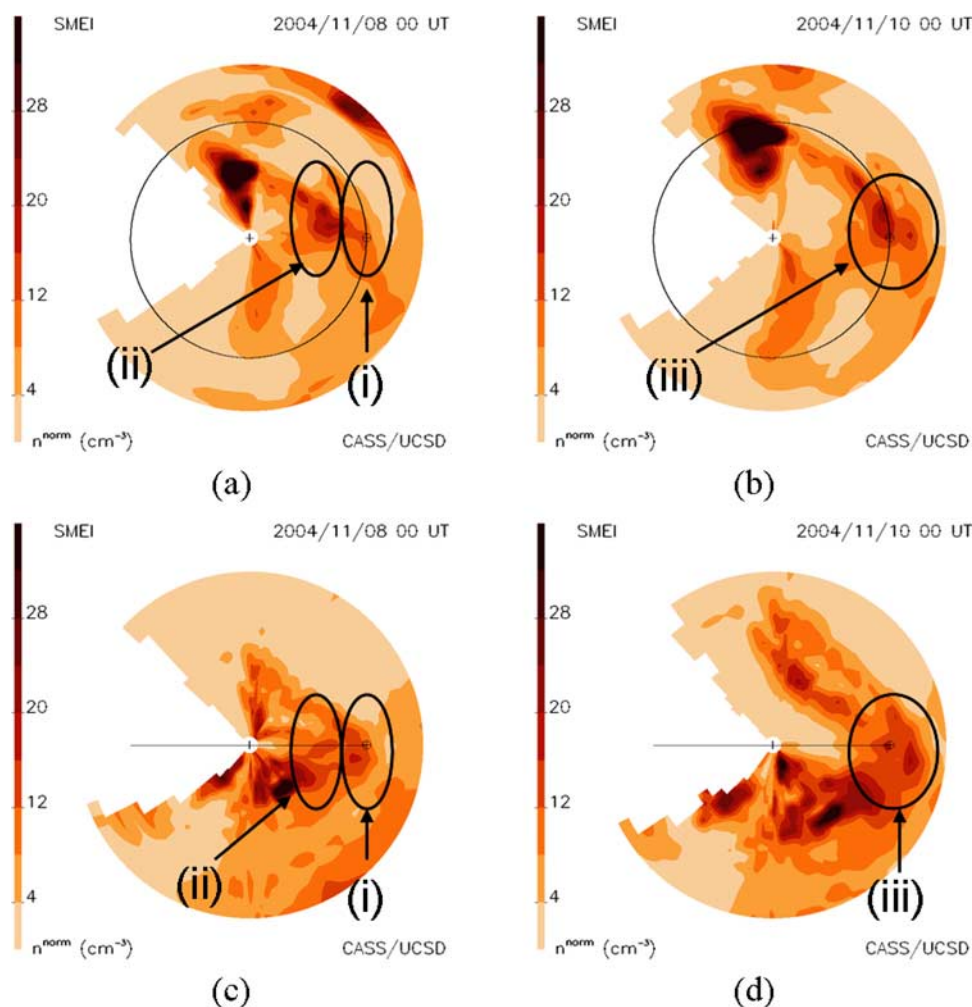 SMEI 2004/11/08 00 UT
28
20
12
4
(ii)
(i)
n^norm (cm⁻³) CASS/UCSD
(a)
SMEI 2004/11/10 00 UT
28
20
12
4
(iii)
n^norm (cm⁻³) CASS/UCSD
(b)
SMEI 2004/11/08 00 UT
28
20
12
4
(ii)
(i)
n^norm (cm⁻³) CASS/UCSD
(c)
SMEI 2004/11/10 00 UT
28
20
12
4
(iii)
n^norm (cm⁻³) CASS/UCSD
(d)